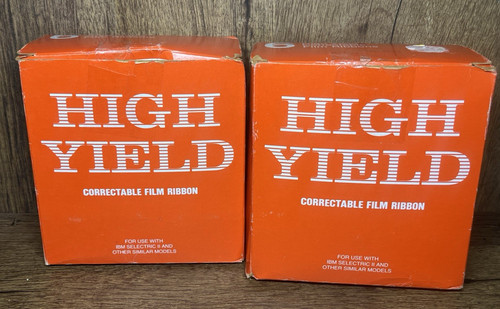 HIGH
YIELD
CORRECTABLE FILM RIBBON
FOR USE WITH
IBM SELECTRIC II AND
OTHER SIMILAR MODELS
HIGH
YIELD
CORRECTABLE FILM RIBBON
FOR USE WITH
IBM SELECTRIC II AND
OTHER SIMILAR MODELS